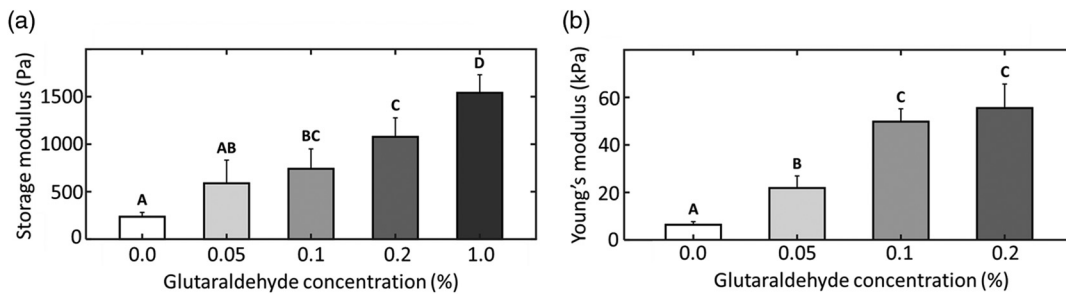 (a)
Storage modulus (Pa)
1500
1000
500
0
A
AB
BC
C
D
0.0 0.05 0.1 0.2 1.0
Glutaraldehyde concentration (%)
(b)
Young's modulus (kPa)
60
40
20
0
A
B
C
C
0.0 0.05 0.1 0.2
Glutaraldehyde concentration (%)